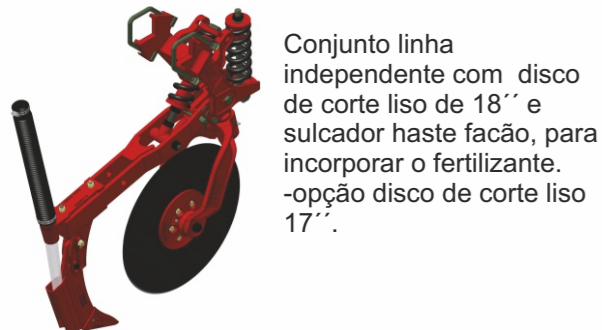 Conjunto linha
independente com disco
de corte liso de 18´´ e
sulcador haste facão, para
incorporar o fertilizante.
-opção disco de corte liso
17´´.